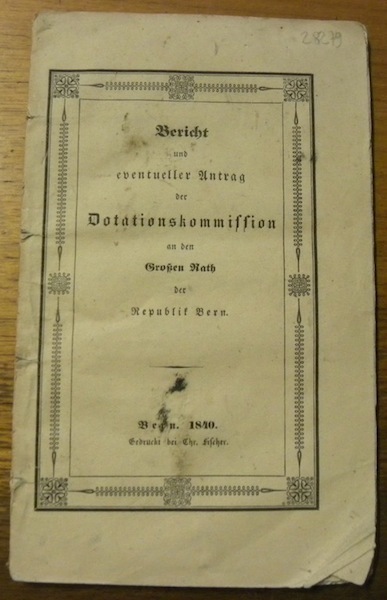 28279
Bericht
und
eventueller Antrag
der
Dotationskommission
an den
Großen Rath
der
Republik Bern.
Bern. 1840.
Gedruckt bei Chr. Fischer.